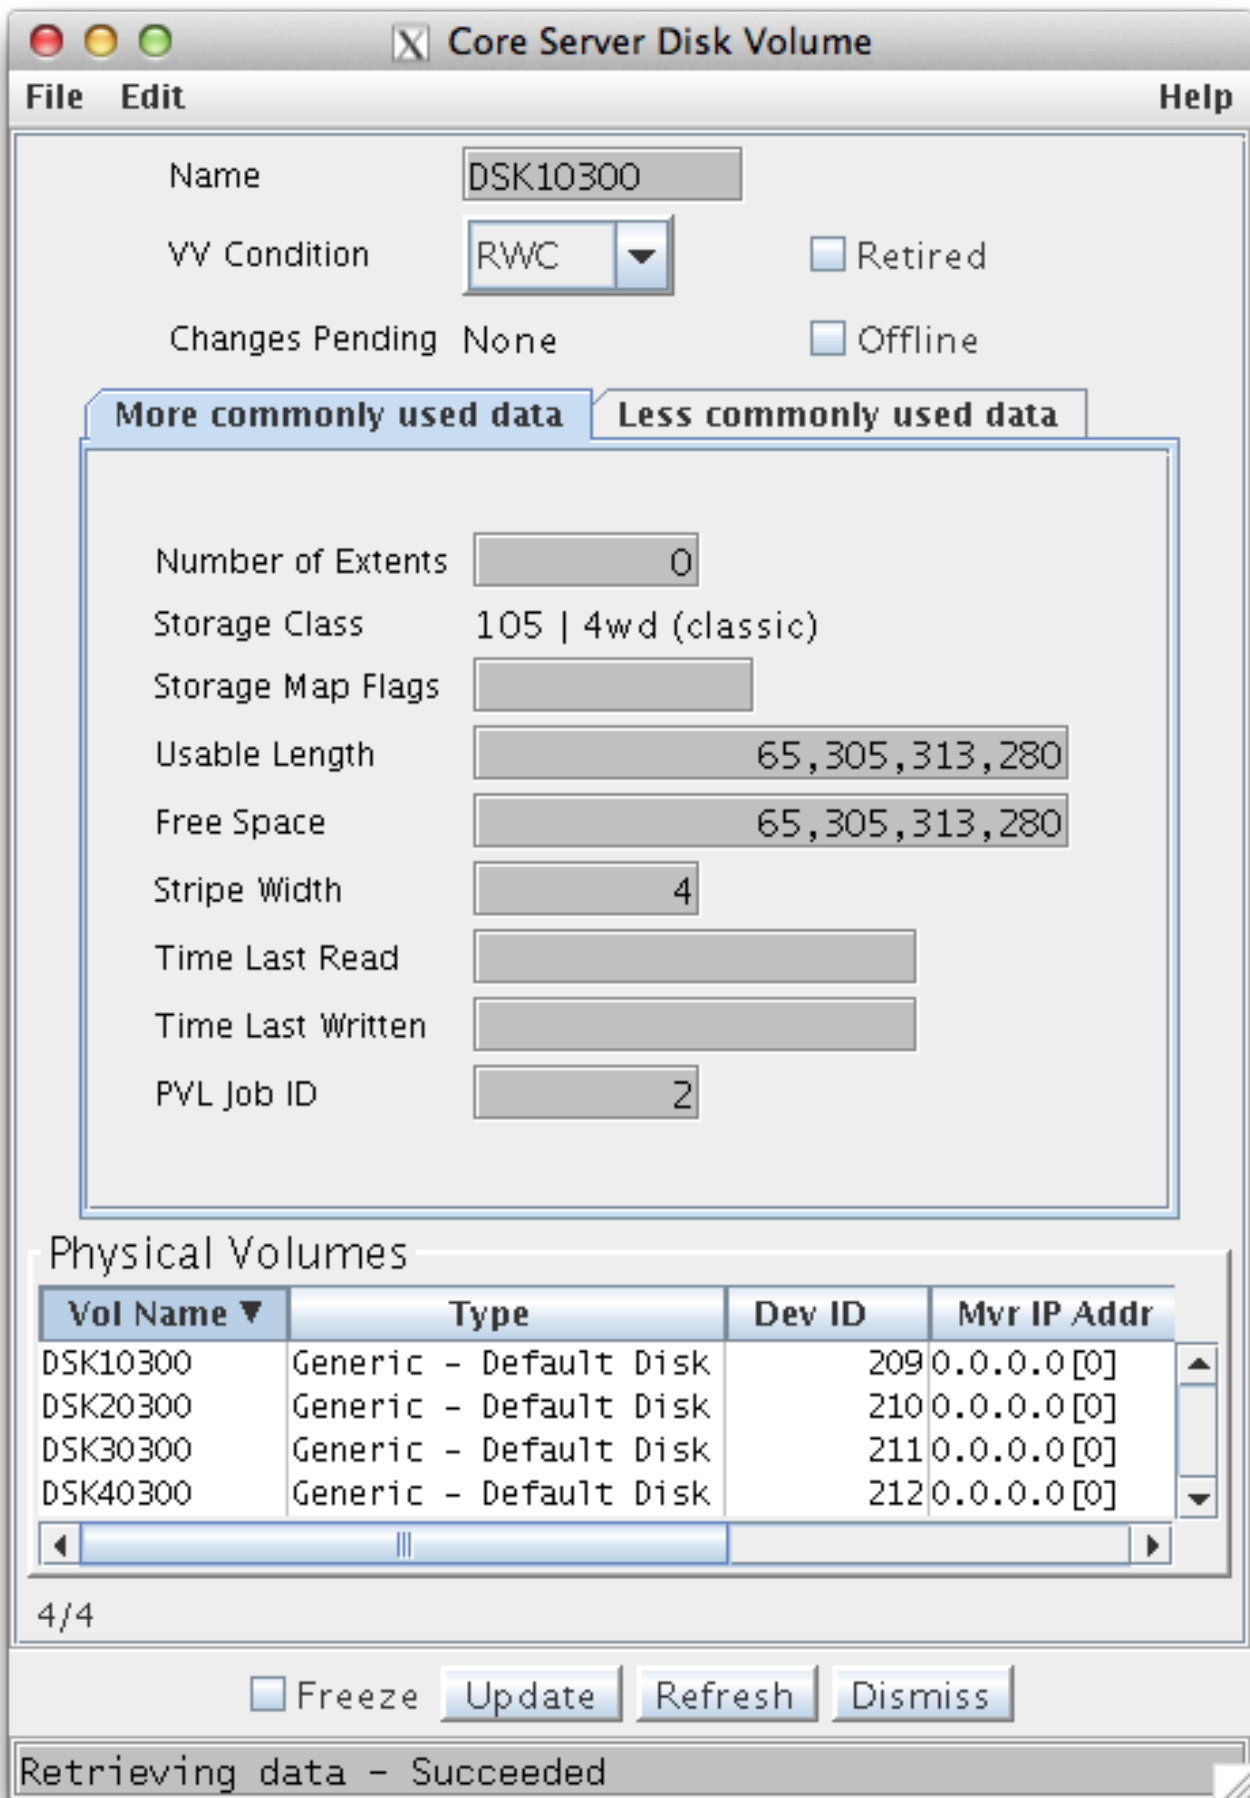 Core Server Disk Volume
File Edit Help
Name DSK10300
VV Condition RWC Retired
Changes Pending None Offline
More commonly used data Less commonly used data
Number of Extents 0
Storage Class 105 | 4wd (classic)
Storage Map Flags
Usable Length 65,305,313,280
Free Space 65,305,313,280
Stripe Width 4
Time Last Read
Time Last Written
PVL Job ID 2
Physical Volumes
Vol Name ▼ Type Dev ID Mvr IP Addr
DSK10300 Generic - Default Disk 209 0.0.0.0[0]
DSK20300 Generic - Default Disk 210 0.0.0.0[0]
DSK30300 Generic - Default Disk 211 0.0.0.0[0]
DSK40300 Generic - Default Disk 212 0.0.0.0[0]
4/4
Freeze Update Refresh Dismiss
Retrieving data - Succeeded